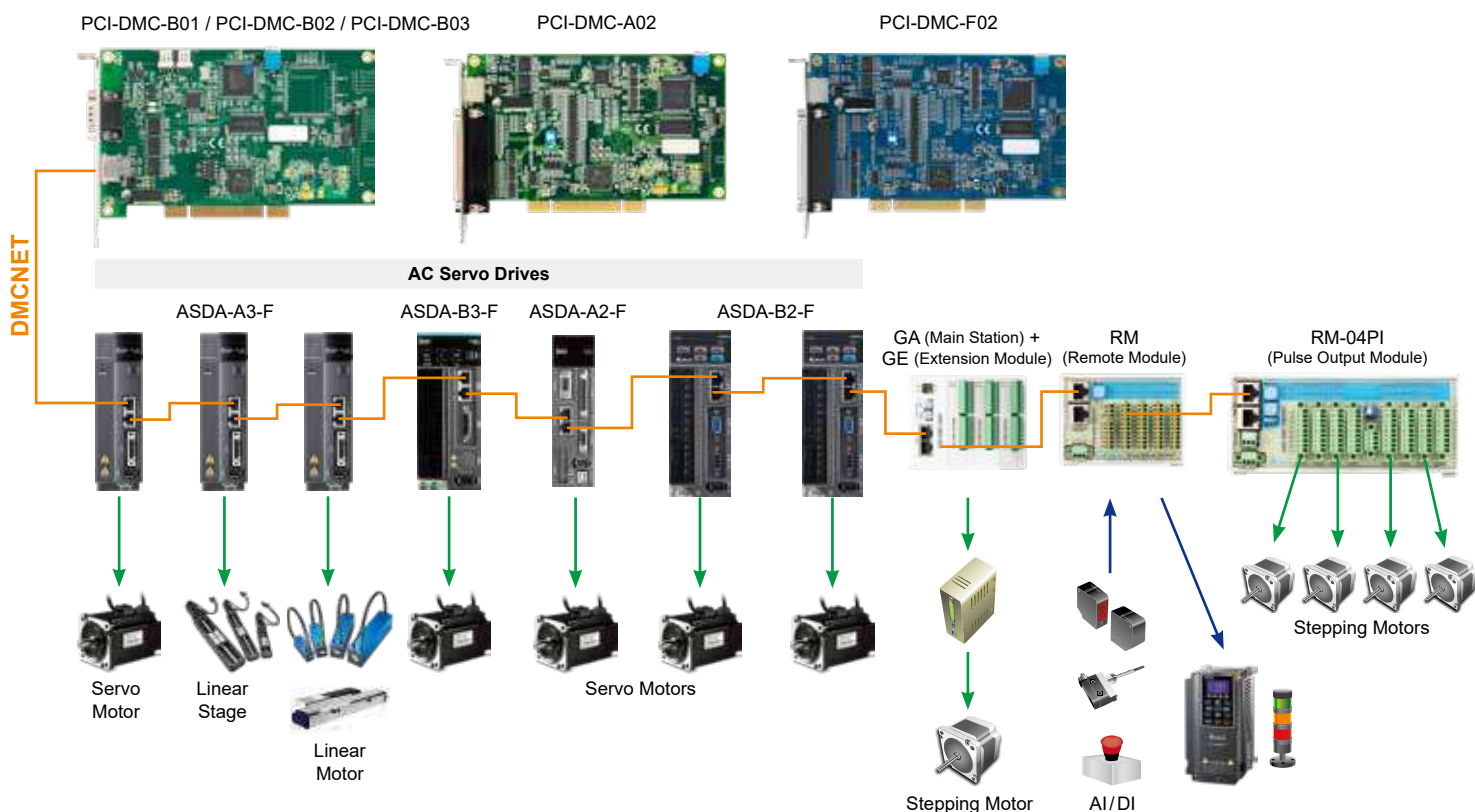 PCI-DMC-B01 / PCI-DMC-B02 / PCI-DMC-B03
PCI-DMC-A02
PCI-DMC-F02
DMCNET
AC Servo Drives
ASDA-A3-F
ASDA-B3-F
ASDA-A2-F
ASDA-B2-F
GA (Main Station) +
GE (Extension Module)
RM
(Remote Module)
RM-04PI
(Pulse Output Module)
Servo
Motor
Linear
Stage
Linear
Motor
Servo Motors
Stepping Motors
Stepping Motor
AI/DI